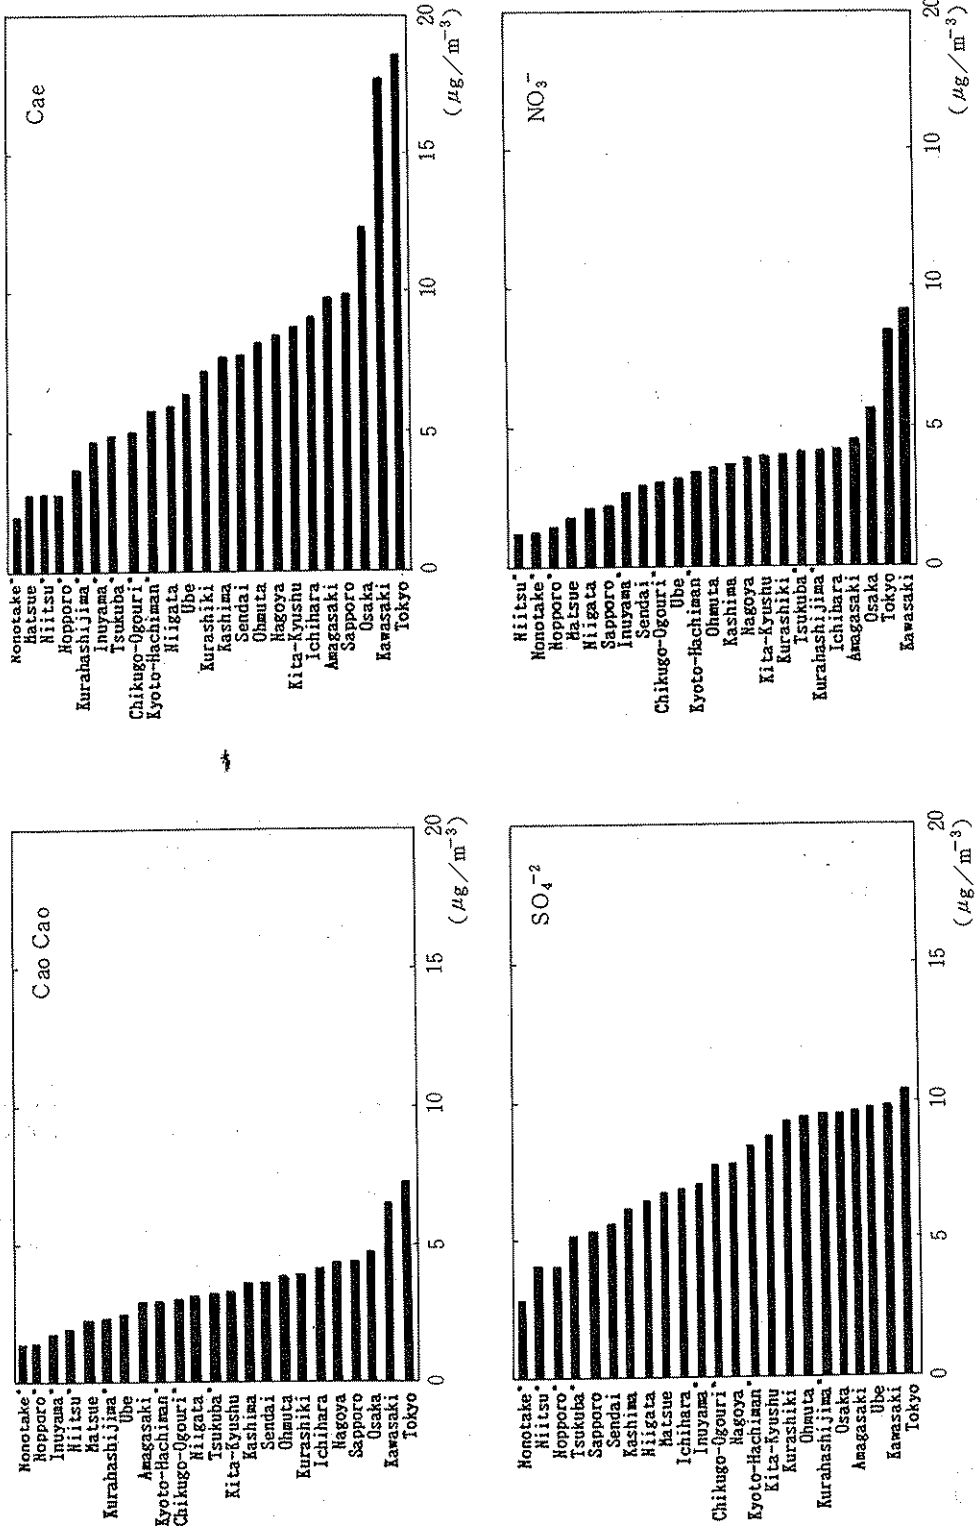 Cae
Nonotake*
Matsue*
Niitsu*
Nopporo*
Kurahashijima*
Inuyama*
Tsukuba*
Chikugo-Ogouri*
Kyoto-Hachiman*
Niigata
Ube
Kurashiki
Kashima
Sendai
Ohmuta
Nagoya
Kita-Kyushu
Ichihara
Amagasaki
Sapporo
Osaka
Kawasaki
Tokyo
0 5 10 15 20
(μg/m⁻³)
NO₃⁻
Niitsu*
Nonotake*
Nopporo*
Matsue
Niigata
Sapporo
Inuyama*
Sendai
Chikugo-Ogouri*
Ube
Kyoto-Hachiman*
Ohmuta
Kashima
Nagoya
Kita-Kyushu
Kurashiki
Tsukuba*
Kurahashijima*
Ichihara
Amagasaki
Osaka
Tokyo
Kawasaki
0 5 10 10 20
(μg/m⁻³)
Cao Cao
Nonotake*
Nopporo*
Inuyama*
Niitsu*
Matsue
Kurahashijima*
Ube
Amagasaki
Kyoto-Hachiman*
Chikugo-Ogouri*
Niigata
Tsukuba*
Kita-Kyushu
Kashima
Sendai
Ohmuta
Kurashiki
Ichihara
Nagoya
Sapporo
Osaka
Kawasaki
Tokyo
0 5 10 15 20
(μg/m⁻³)
SO₄⁻²
Nonotake*
Niitsu*
Nopporo*
Tsukuba*
Sapporo
Sendai
Kashima
Niigata
Matsue
Ichihara
Inuyama*
Chikugo-Ogouri*
Nagoya
Kyoto-Hachiman*
Kita-Kyushu
Kurashiki
Ohmuta
Kurahashijima*
Osaka
Amagasaki
Ube
Kawasaki
Tokyo
0 5 10 15 20
(μg/m⁻³)